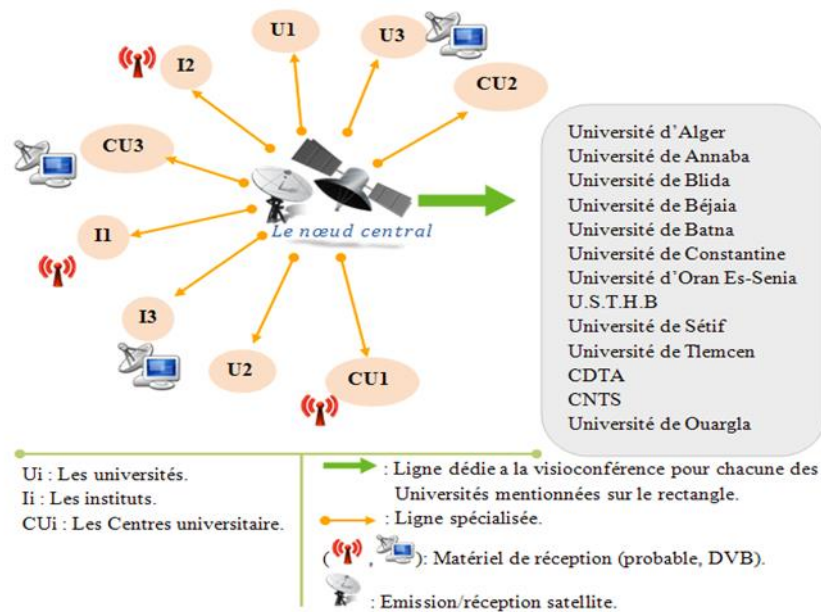 U1
U3
I2
CU2
CU3
I1
I3
U2
CU1
Le nœud central
Université d'Alger
Université de Annaba
Université de Blida
Université de Béjaia
Université de Batna
Université de Constantine
Université d'Oran Es-Senia
U.S.T.H.B
Université de Sétif
Université de Tlemcen
CDTA
CNTS
Université de Ouargla
Ui : Les universités.
Ii : Les instituts.
CUi : Les Centres universitaire.
: Ligne dédie a la visioconférence pour chacune des
Universités mentionnées sur le rectangle.
: Ligne spécialisée.
( , ): Matériel de réception (probable, DVB).
: Emission/réception satellite.